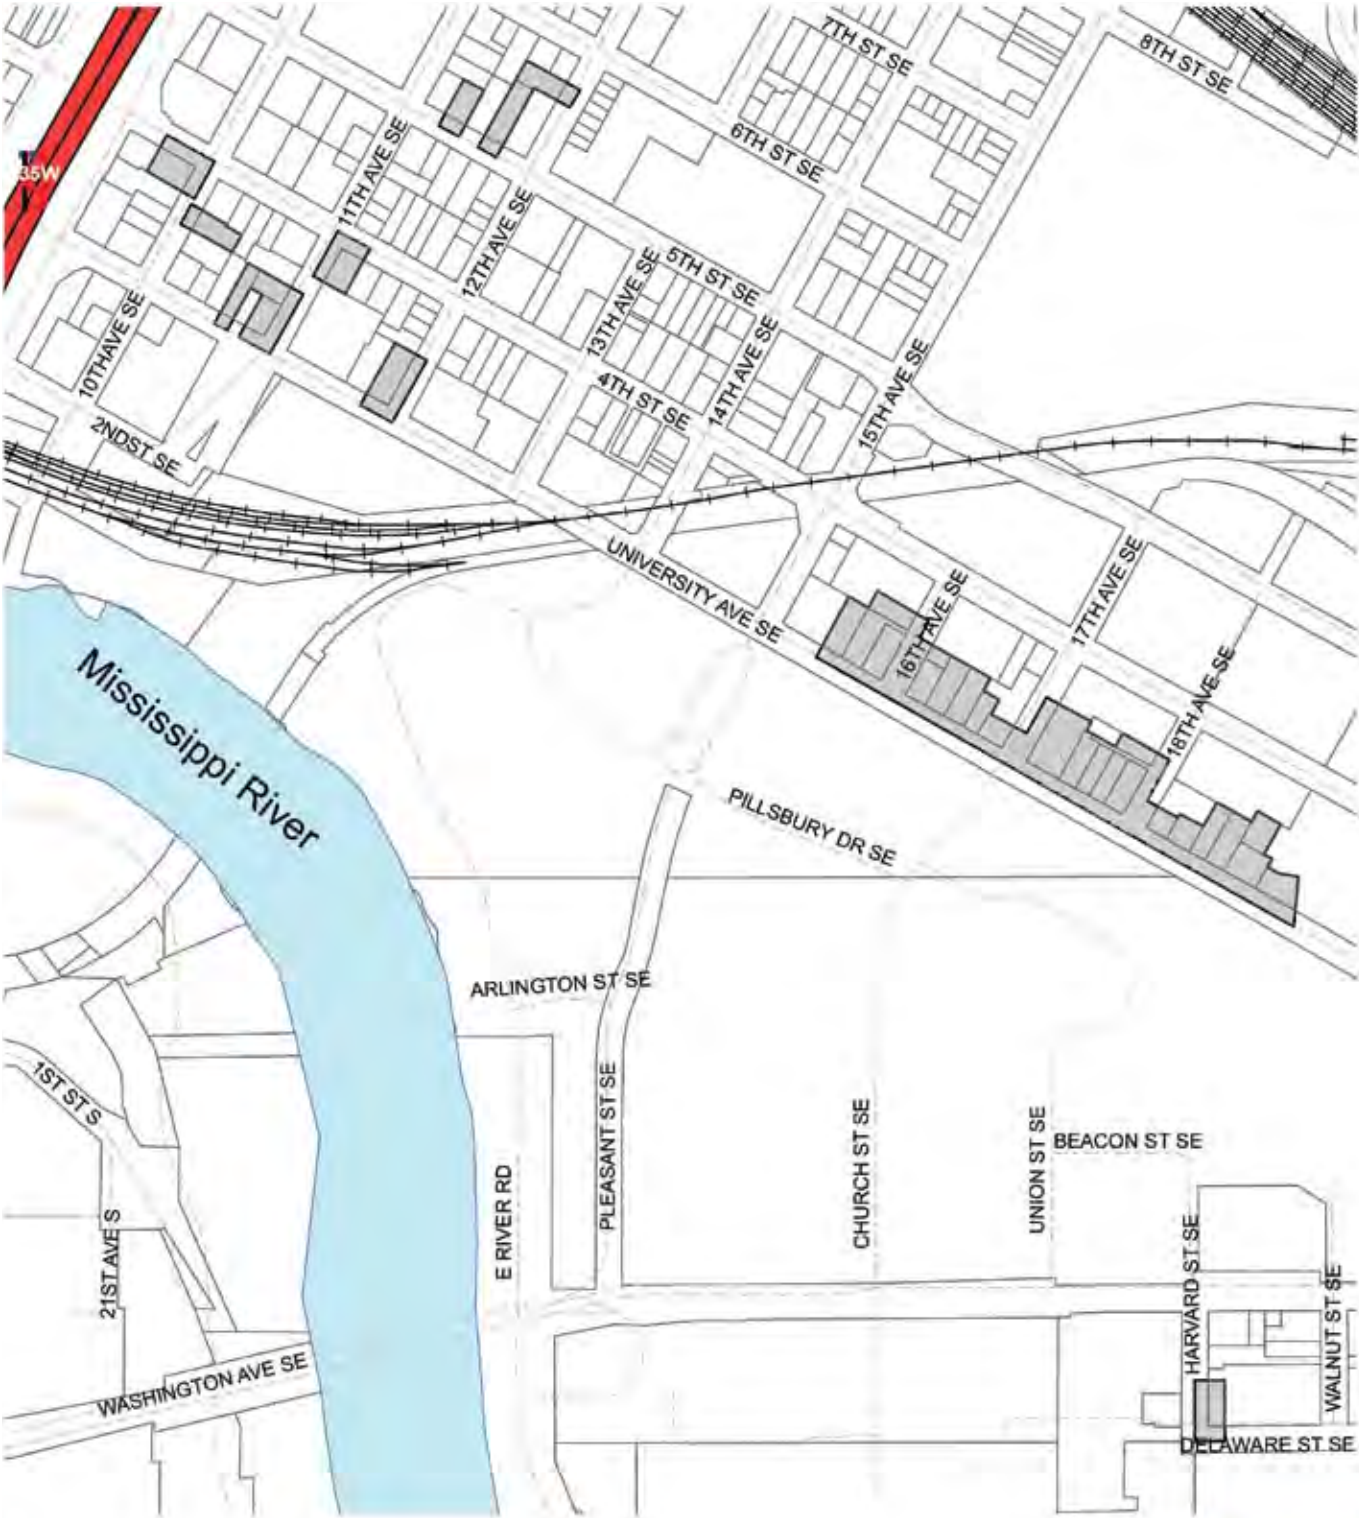 7TH ST SE
8TH ST SE
6TH ST SE
35W
11TH AVE SE
12TH AVE SE
5TH ST SE
13TH AVE SE
10THAVE SE
14TH AVE SE
4TH ST SE
15TH AVE SE
2NDST SE
UNIVERSITY AVE SE
17TH AVE SE
16TH AVE SE
18TH AVE SE
Mississippi River
PILLSBURY DR SE
ARLINGTON ST SE
1ST ST S
PLEASANT ST SE
CHURCH ST SE
UNION ST SE
BEACON ST SE
E RIVER RD
21ST AVE S
HARVARD ST SE
WALNUT ST SE
WASHINGTON AVE SE
DELAWARE ST SE